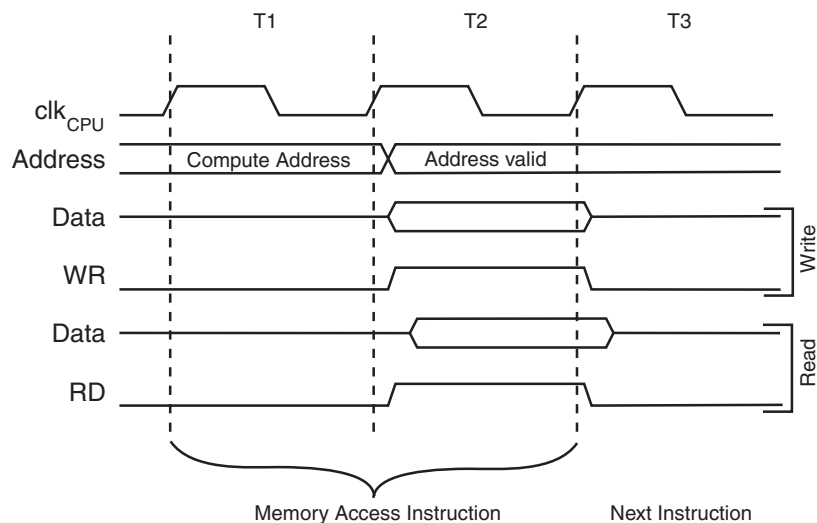 T1 T2 T3
clkCPU
Address Compute Address Address valid
Data
WR
Write
Data
RD
Read
Memory Access Instruction Next Instruction